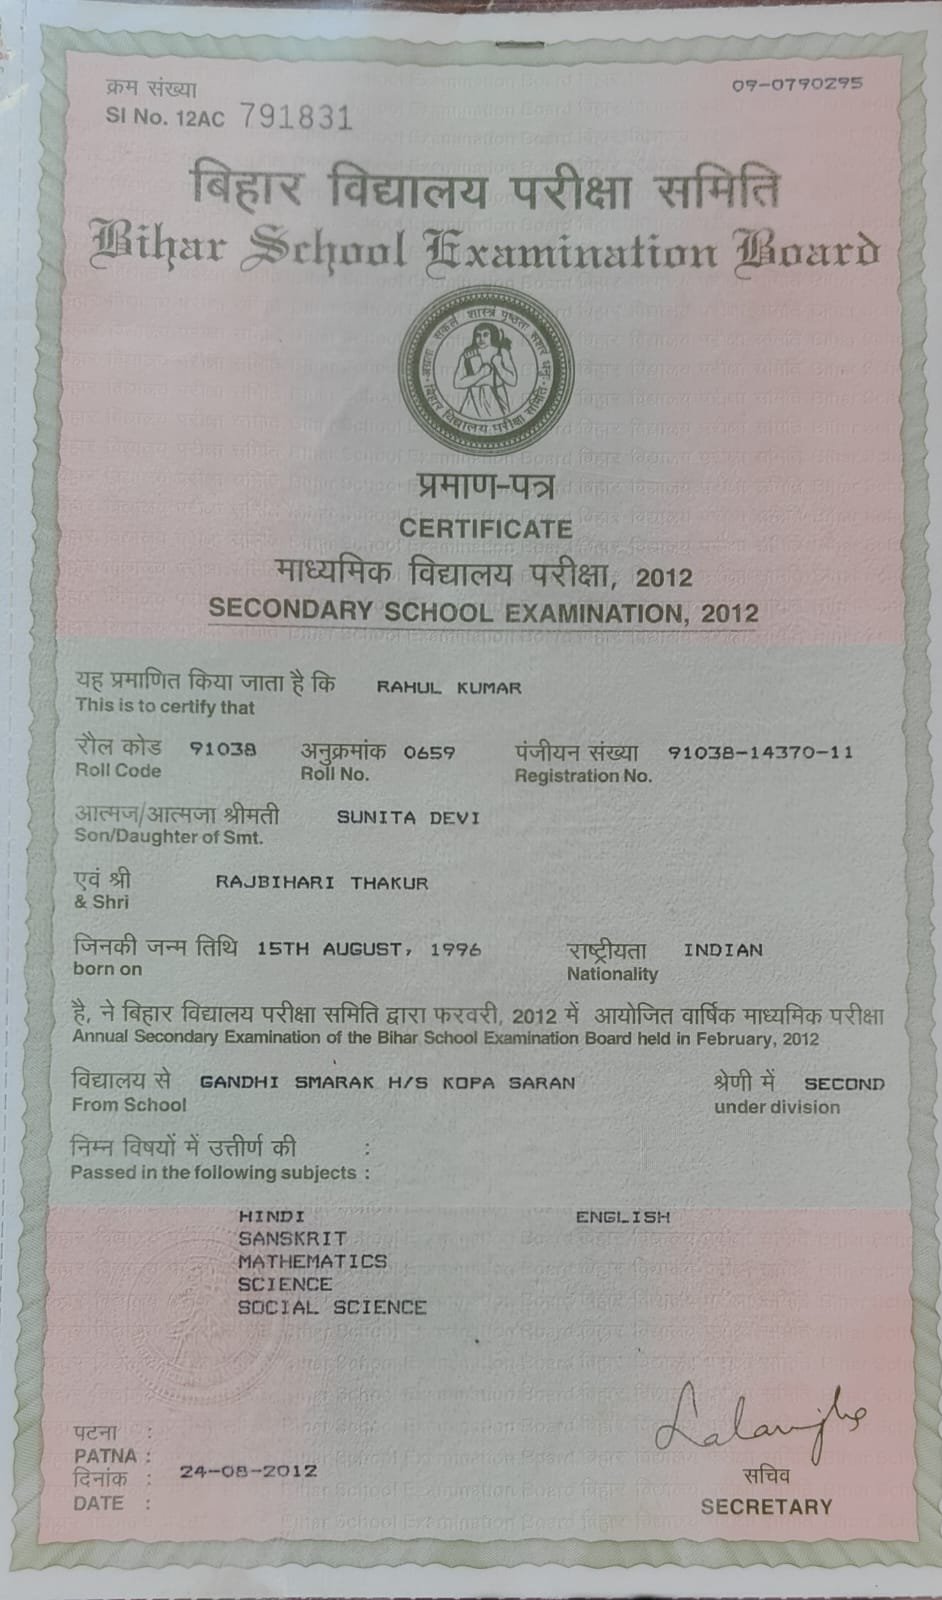 क्रम संख्या 09-0790295
SI No. 12AC 791831
बिहार विद्यालय परीक्षा समिति
Bihar School Examination Board
बिहार विद्यालय परीक्षा समिति
प्रमाण-पत्र
CERTIFICATE
माध्यमिक विद्यालय परीक्षा, 2012
SECONDARY SCHOOL EXAMINATION, 2012
यह प्रमाणित किया जाता है कि RAHUL KUMAR
This is to certify that
रौल कोड 91038 अनुक्रमांक 0659 पंजीयन संख्या 91038-14370-11
Roll Code Roll No. Registration No.
आत्मज/आत्मजा श्रीमती SUNITA DEVI
Son/Daughter of Smt.
एवं श्री RAJBIHARI THAKUR
& Shri
जिनकी जन्म तिथि 15TH AUGUST, 1996 राष्ट्रीयता INDIAN
born on Nationality
है, ने बिहार विद्यालय परीक्षा समिति द्वारा फरवरी, 2012 में आयोजित वार्षिक माध्यमिक परीक्षा
Annual Secondary Examination of the Bihar School Examination Board held in February, 2012
विद्यालय से GANDHI SMARAK H/S KOPA SARAN श्रेणी में SECOND
From School under division
निम्न विषयों में उत्तीर्ण की :
Passed in the following subjects :
HINDI ENGLISH
SANSKRIT
MATHEMATICS
SCIENCE
SOCIAL SCIENCE
पटना :
PATNA :
दिनांक : 24-08-2012
DATE :
सचिव
SECRETARY